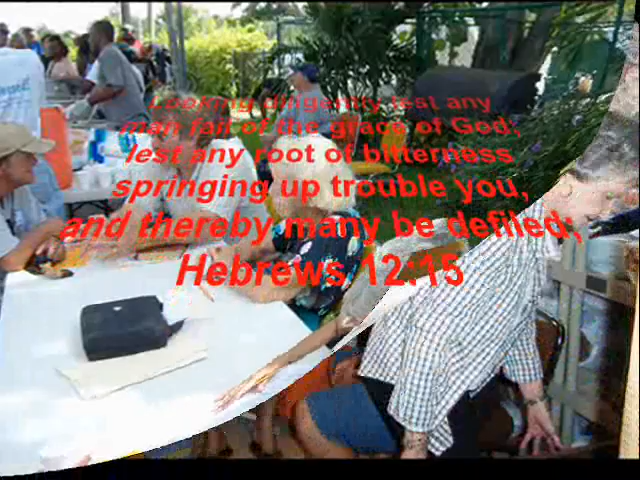 Looking diligently lest any
man fail of the grace of God;
lest any root of bitterness
springing up trouble you,
and thereby many be defiled;
Hebrews 12:15